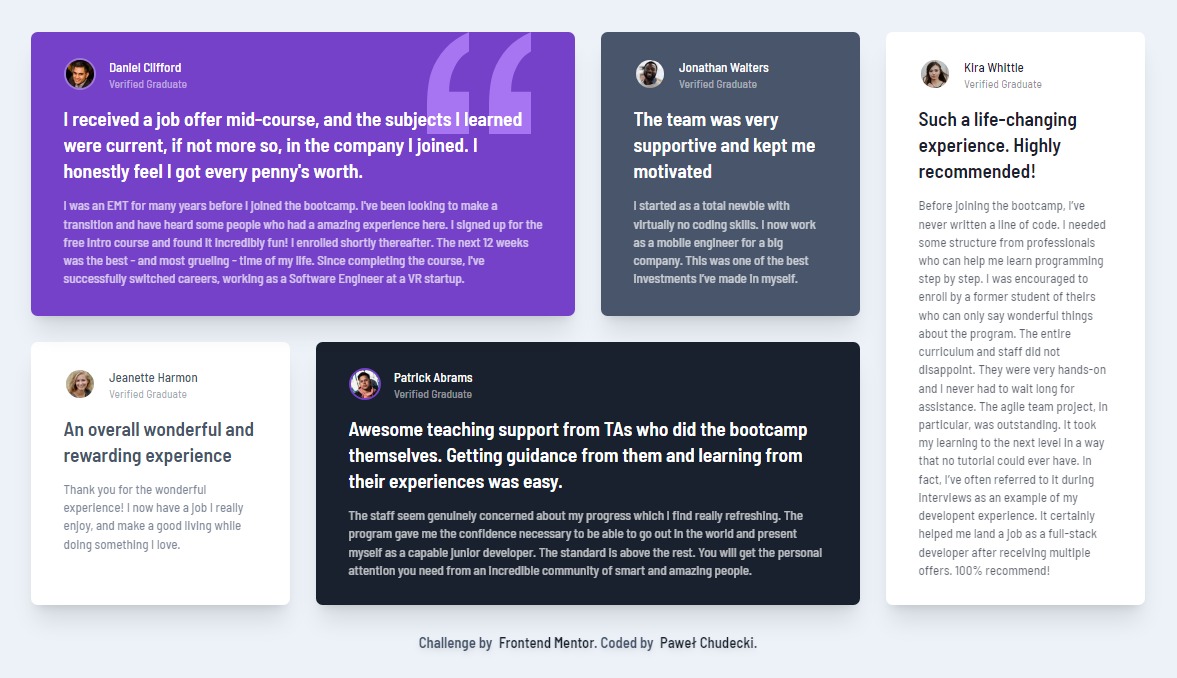 Daniel Clifford
Verified Graduate
I received a job offer mid-course, and the subjects I learned
were current, if not more so, in the company I joined. I
honestly feel I got every penny's worth.
I was an EMT for many years before I joined the bootcamp. I've been looking to make a
transition and have heard some people who had a amazing experience here. I signed up for the
free intro course and found it incredibly fun! I enrolled shortly thereafter. The next 12 weeks
was the best - and most grueling - time of my life. Since completing the course, I've
successfully switched careers, working as a Software Engineer at a VR startup.
Jonathan Walters
Verified Graduate
The team was very
supportive and kept me
motivated
I started as a total newbie with
virtually no coding skills. I now work
as a mobile engineer for a big
company. This was one of the best
investments I've made in myself.
Kira Whittle
Verified Graduate
Such a life-changing
experience. Highly
recommended!
Before joining the bootcamp, I've
never written a line of code. I needed
some structure from professionals
who can help me learn programming
step by step. I was encouraged to
enroll by a former student of theirs
who can only say wonderful things
about the program. The entire
curriculum and staff did not
disappoint. They were very hands-on
and I never had to wait long for
assistance. The agile team project, in
particular, was outstanding. It took
my learning to the next level in a way
that no tutorial could ever have. In
fact, I've often referred to it during
interviews as an example of my
developent experience. It certainly
helped me land a job as a full-stack
developer after receiving multiple
offers. 100% recommend!
Jeanette Harmon
Verified Graduate
An overall wonderful and
rewarding experience
Thank you for the wonderful
experience! I now have a job I really
enjoy, and make a good living while
doing something I love.
Patrick Abrams
Verified Graduate
Awesome teaching support from TAs who did the bootcamp
themselves. Getting guidance from them and learning from
their experiences was easy.
The staff seem genuinely concerned about my progress which I find really refreshing. The
program gave me the confidence necessary to be able to go out in the world and present
myself as a capable junior developer. The standard is above the rest. You will get the personal
attention you need from an incredible community of smart and amazing people.
Challenge by Frontend Mentor. Coded by Paweł Chudecki.